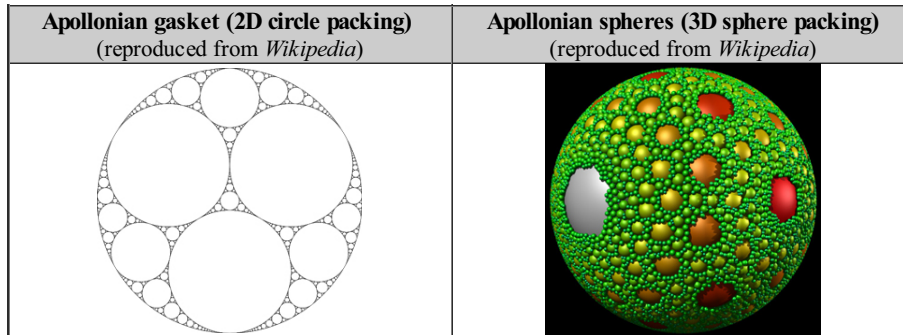 Apollonian gasket (2D circle packing)
(reproduced from Wikipedia)
Apollonian spheres (3D sphere packing)
(reproduced from Wikipedia)